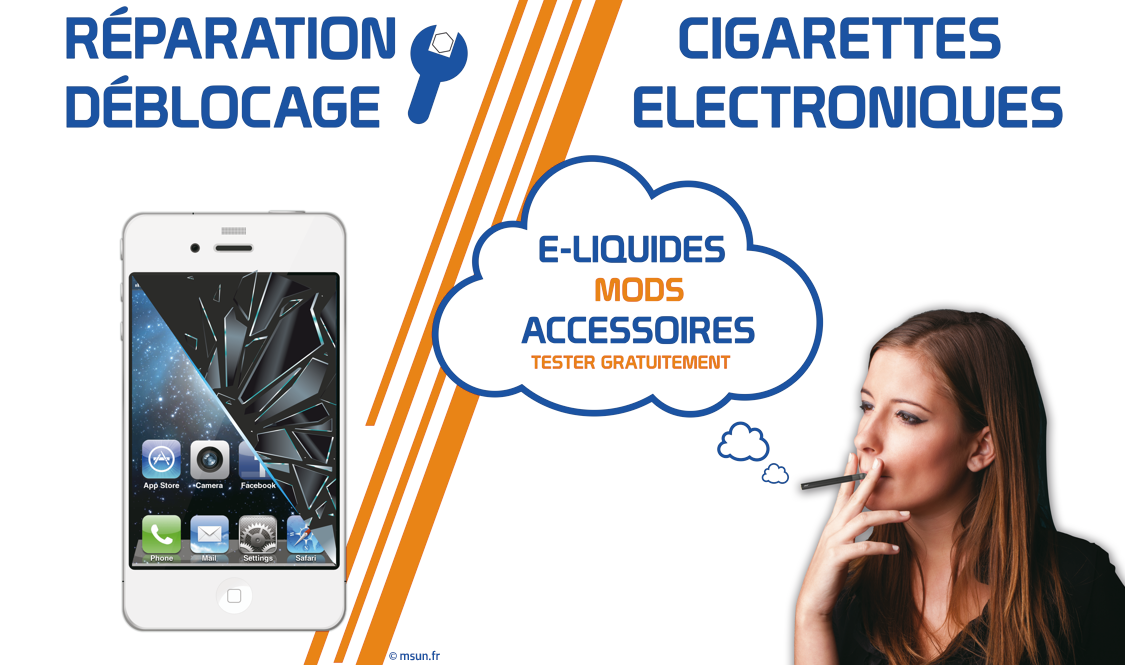 RÉPARATION
DÉBLOCAGE
CIGARETTES
ELECTRONIQUES
E-LIQUIDES
MODS
ACCESSOIRES
TESTER GRATUITEMENT
App Store
Camera
Facebook
Phone
Mail
Settings
Safari
© msun.fr